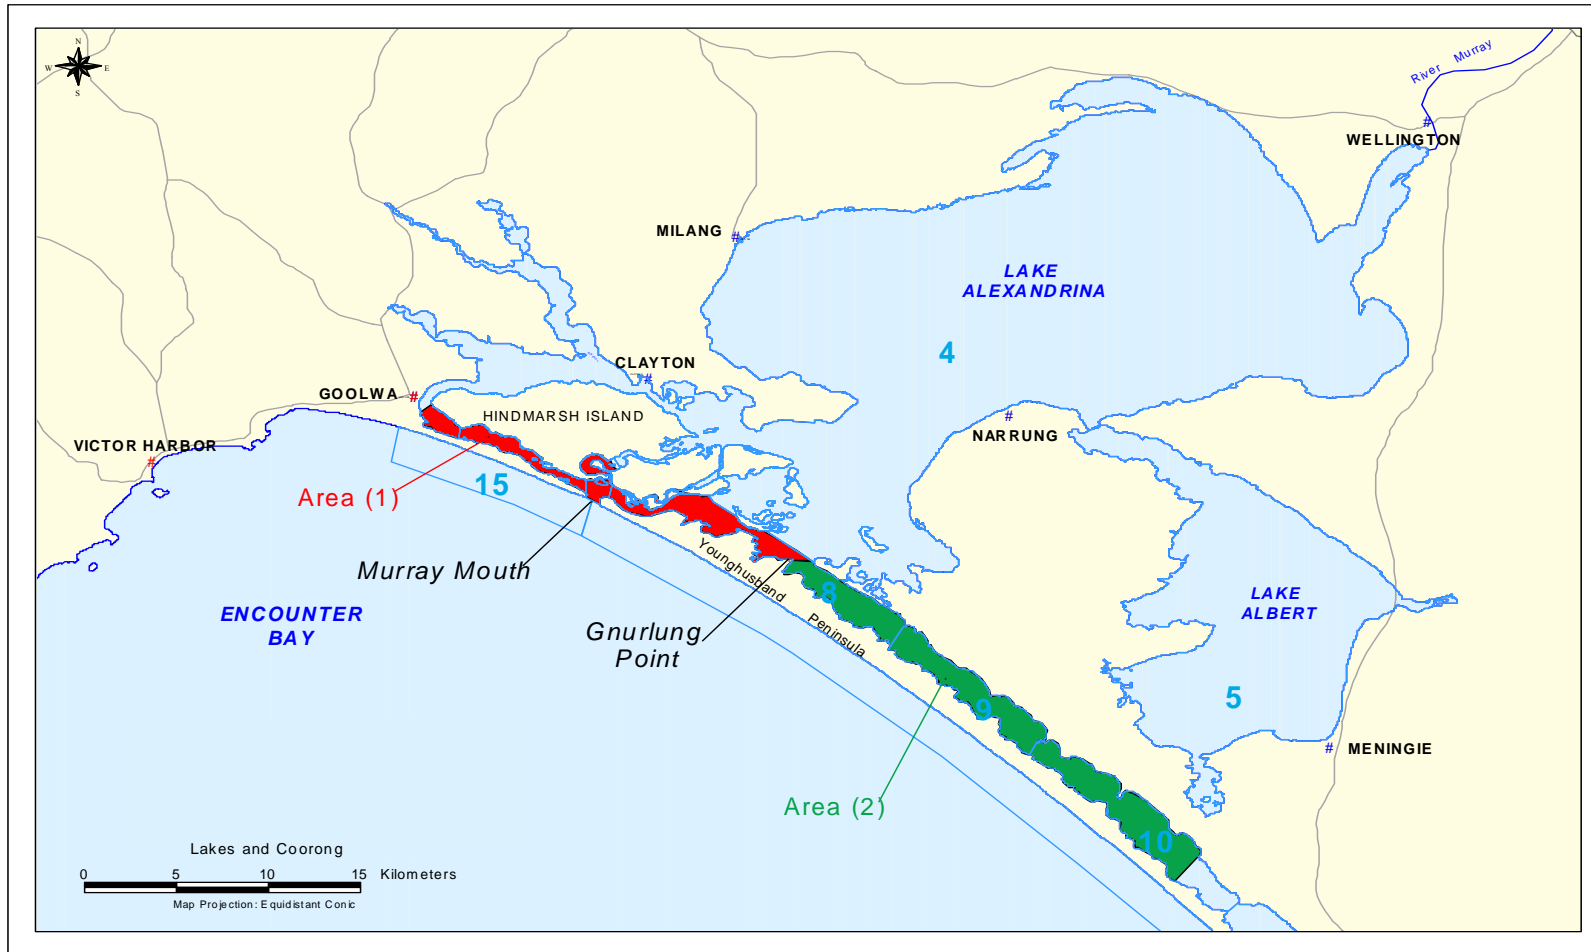 N
W E
S
River Murray
#
WELLINGTON
MILANG #
LAKE
ALEXANDRINA
4
CLAYTON
#
GOOLWA #
HINDMARSH ISLAND
#
NARRUNG
VICTOR HARBOR
#
15
Area (1)
Murray Mouth
Younghusband
Peninsula
8
LAKE
ALBERT
ENCOUNTER
BAY
Gnurlung
Point
5
9
# MENINGIE
Area (2)
10
Lakes and Coorong
0 5 10 15 Kilometers
Map Projection: Equidistant Conic